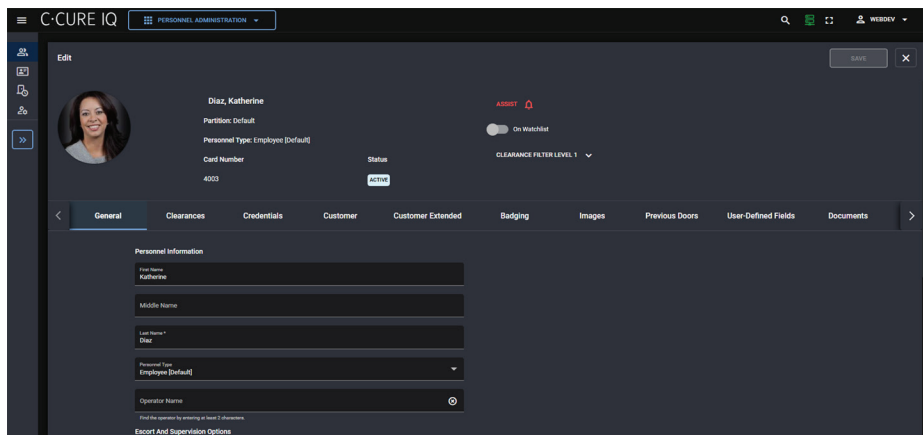 C•CURE IQ
PERSONNEL ADMINISTRATION
WEBDEV
Edit
SAVE
Diaz, Katherine
Partition: Default
Personnel Type: Employee [Default]
Card Number
Status
4003
ACTIVE
ASSIST
On Watchlist
CLEARANCE FILTER LEVEL 1
General
Clearances
Credentials
Customer
Customer Extended
Badging
Images
Previous Doors
User-Defined Fields
Documents
Personnel Information
First Name
Katherine
Middle Name
Last Name *
Diaz
Personnel Type
Employee [Default]
Operator Name
Find the operator by entering at least 2 characters
Escort And Supervision Options